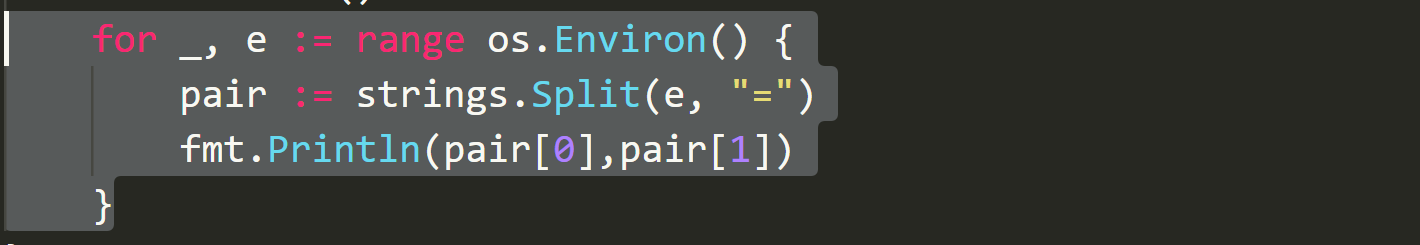 for _, e := range os.Environ() {
pair := strings.Split(e, "=")
fmt.Println(pair[0],pair[1])
}